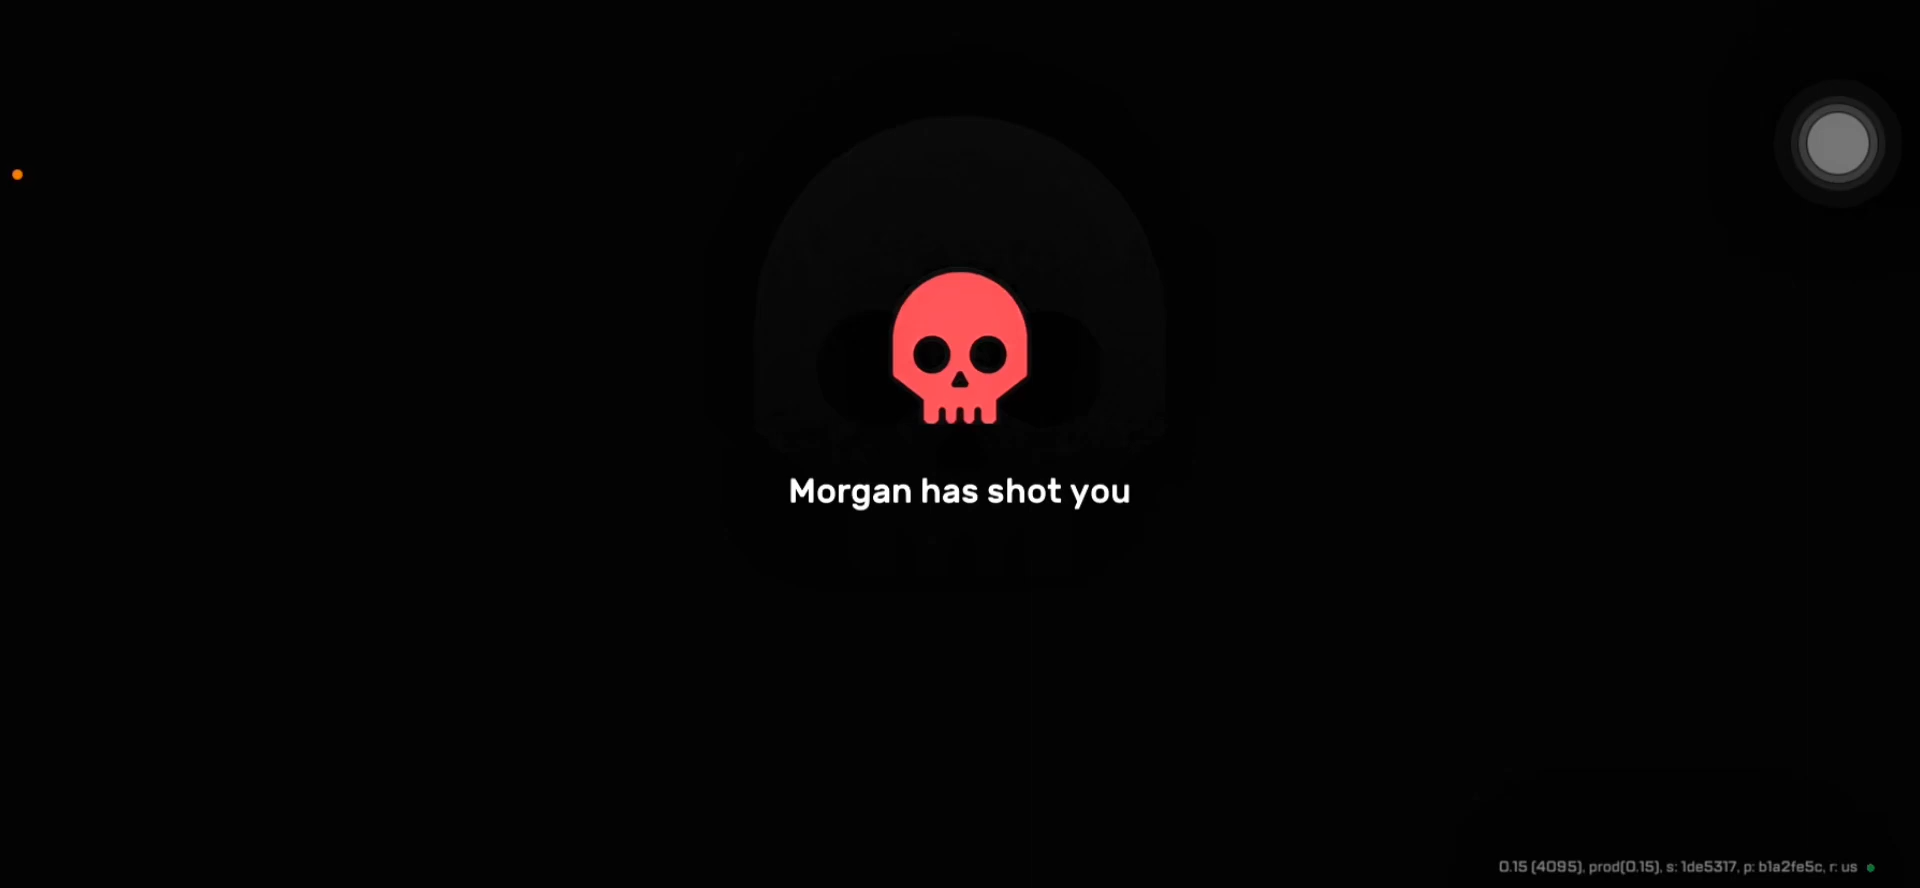 Morgan has shot you
0.15 (4095), prod(0.15), s: 1de5317, p: b1a2fe5c, r: us